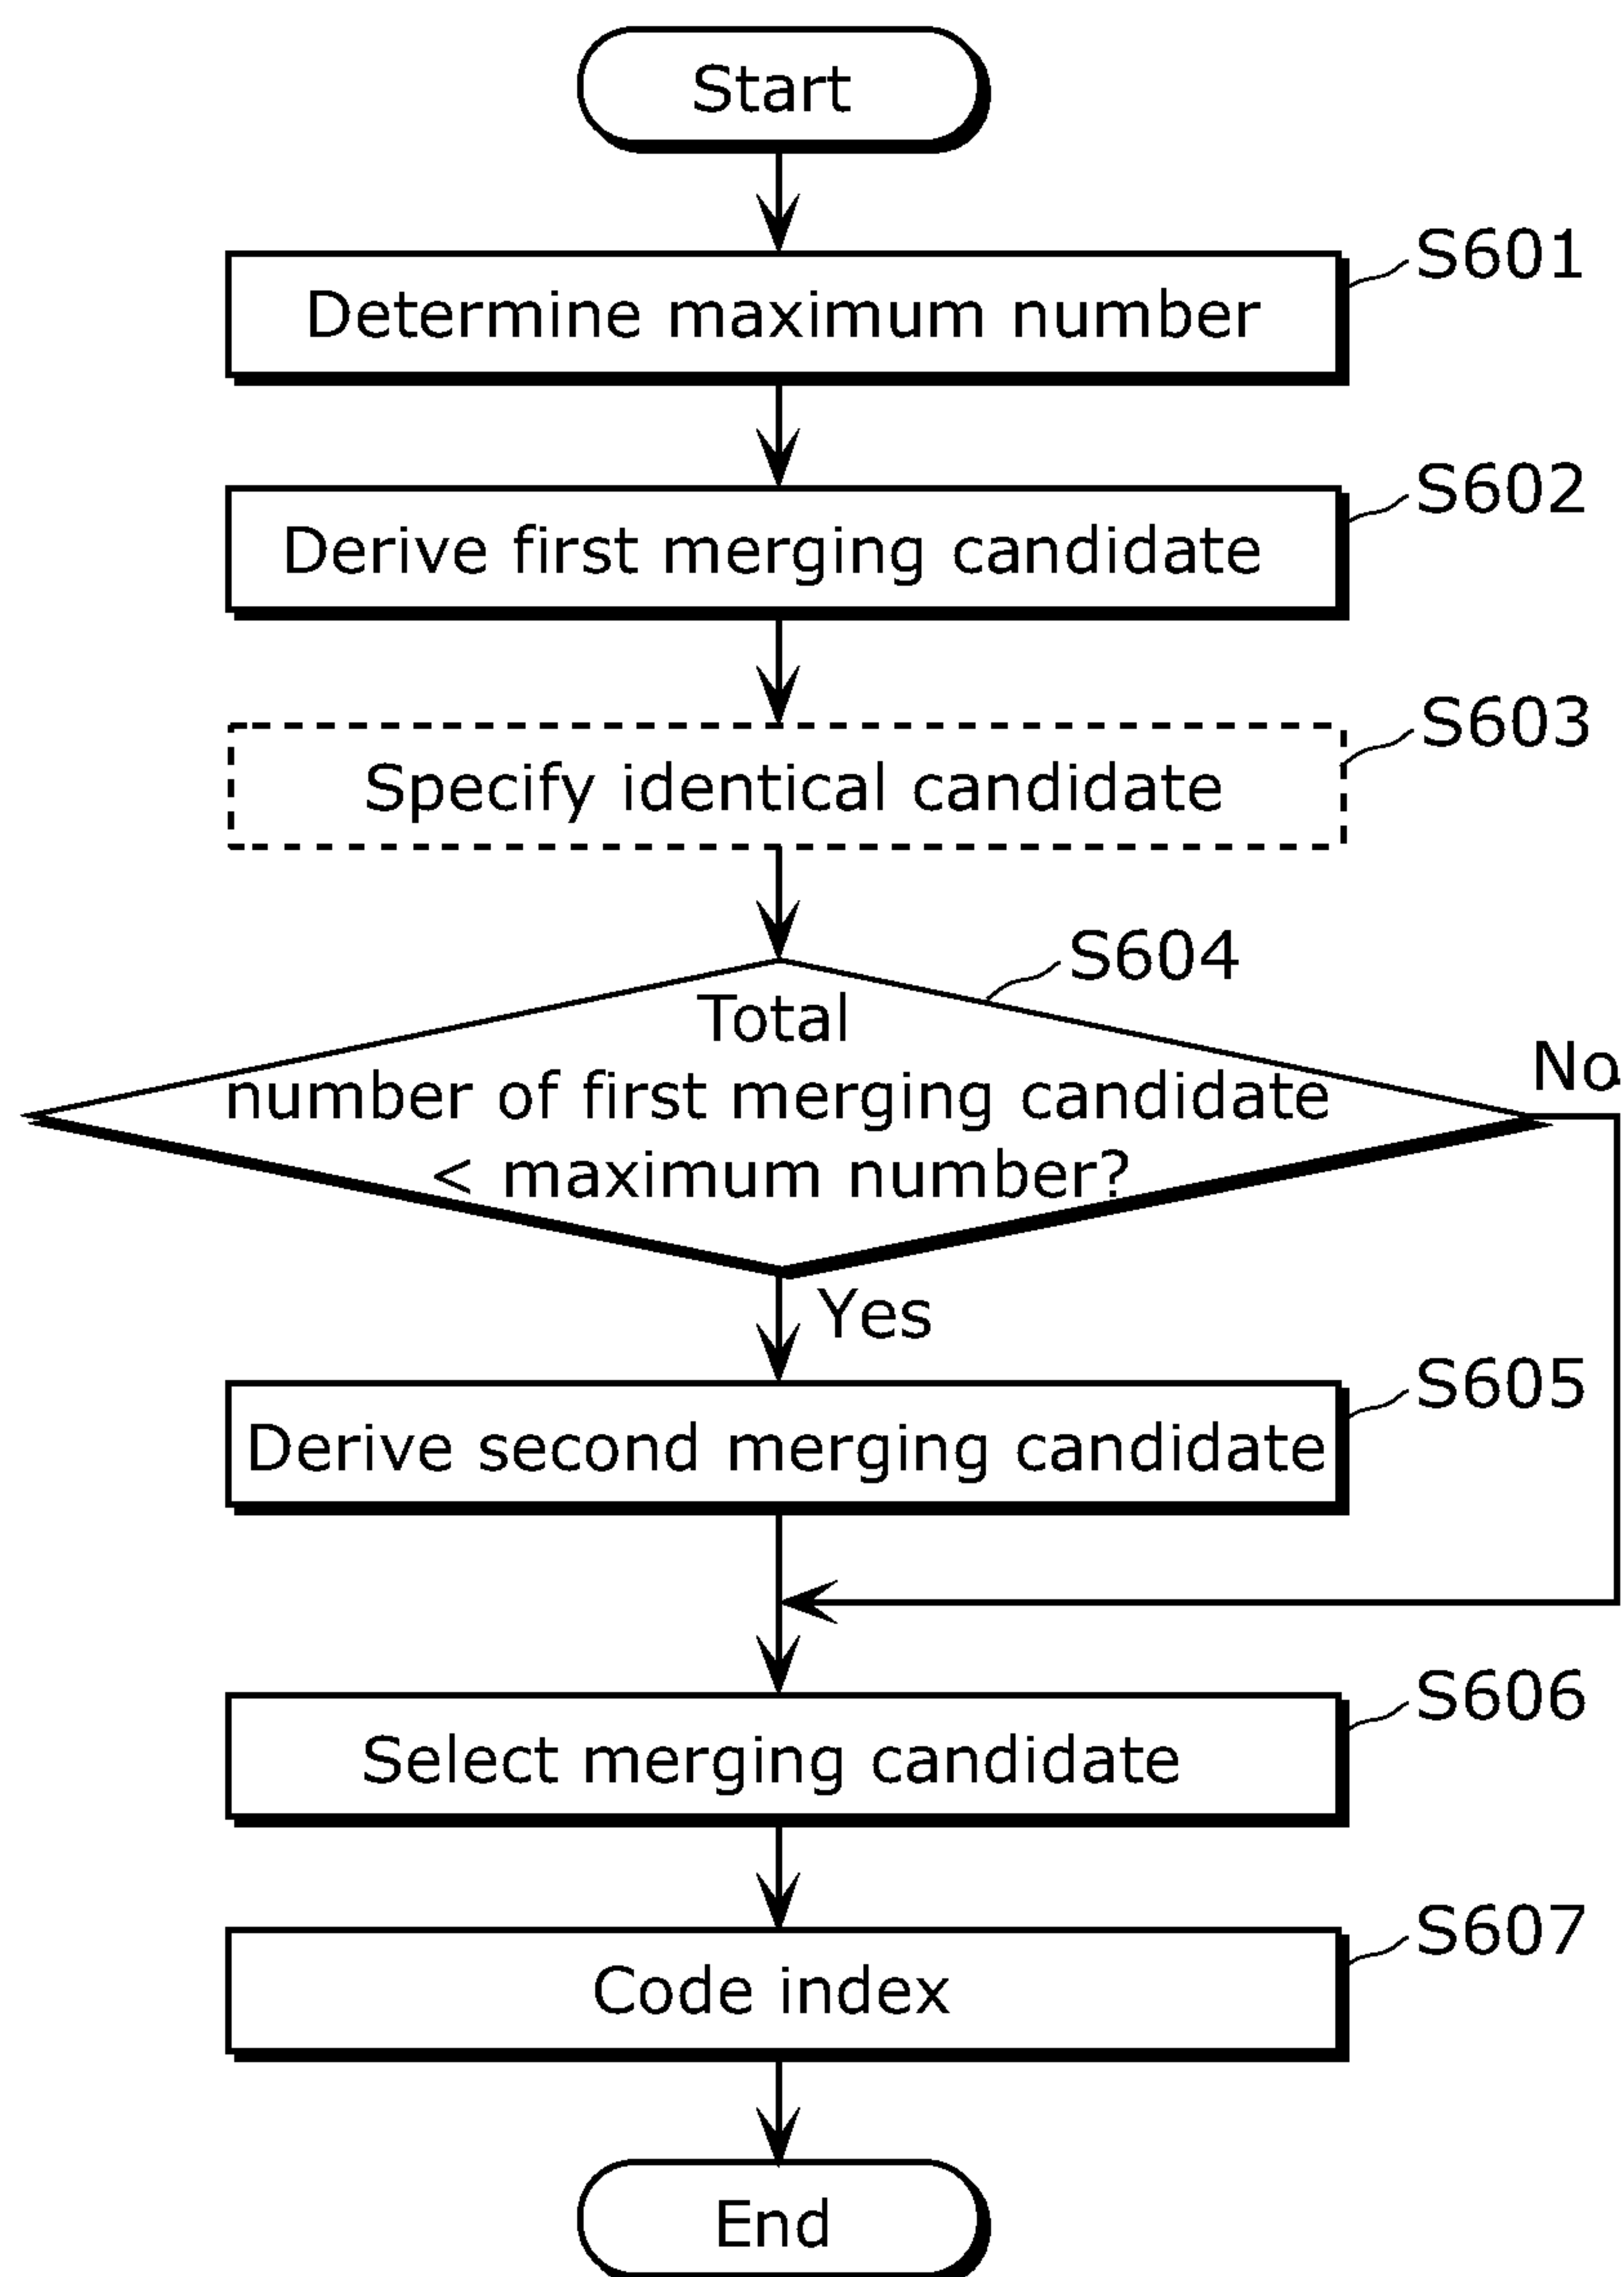 Start
S601
Determine maximum number
S602
Derive first merging candidate
S603
Specify identical candidate
S604
Total
number of first merging candidate
< maximum number?
No
Yes
S605
Derive second merging candidate
S606
Select merging candidate
S607
Code index
End